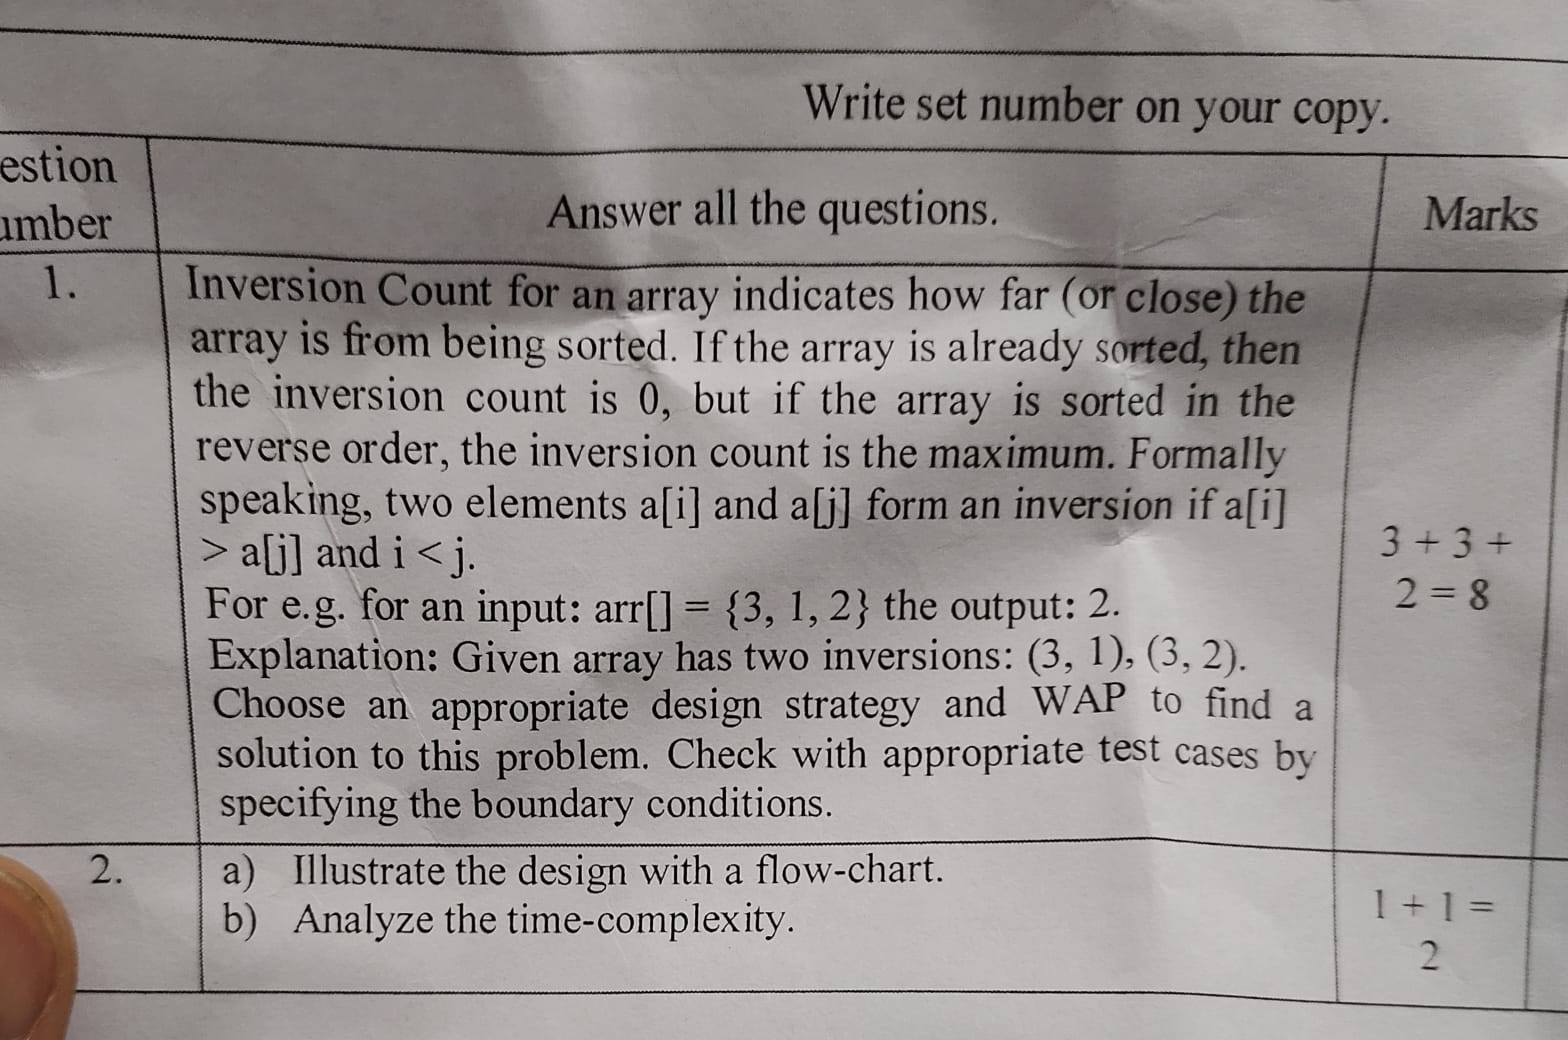 Write set number on your copy.
estion
umber
Answer all the questions.
Marks
1.
Inversion Count for an array indicates how far (or close) the
array is from being sorted. If the array is already sorted, then
the inversion count is 0, but if the array is sorted in the
reverse order, the inversion count is the maximum. Formally
speaking, two elements a[i] and a[j] form an inversion if a[i]
> a[j] and i < j.
For e.g. for an input: arr[] = {3, 1, 2} the output: 2.
Explanation: Given array has two inversions: (3, 1), (3, 2).
Choose an appropriate design strategy and WAP to find a
solution to this problem. Check with appropriate test cases by
specifying the boundary conditions.
3 + 3 +
2 = 8
2.
a) Illustrate the design with a flow-chart.
b) Analyze the time-complexity.
1 + 1 =
2